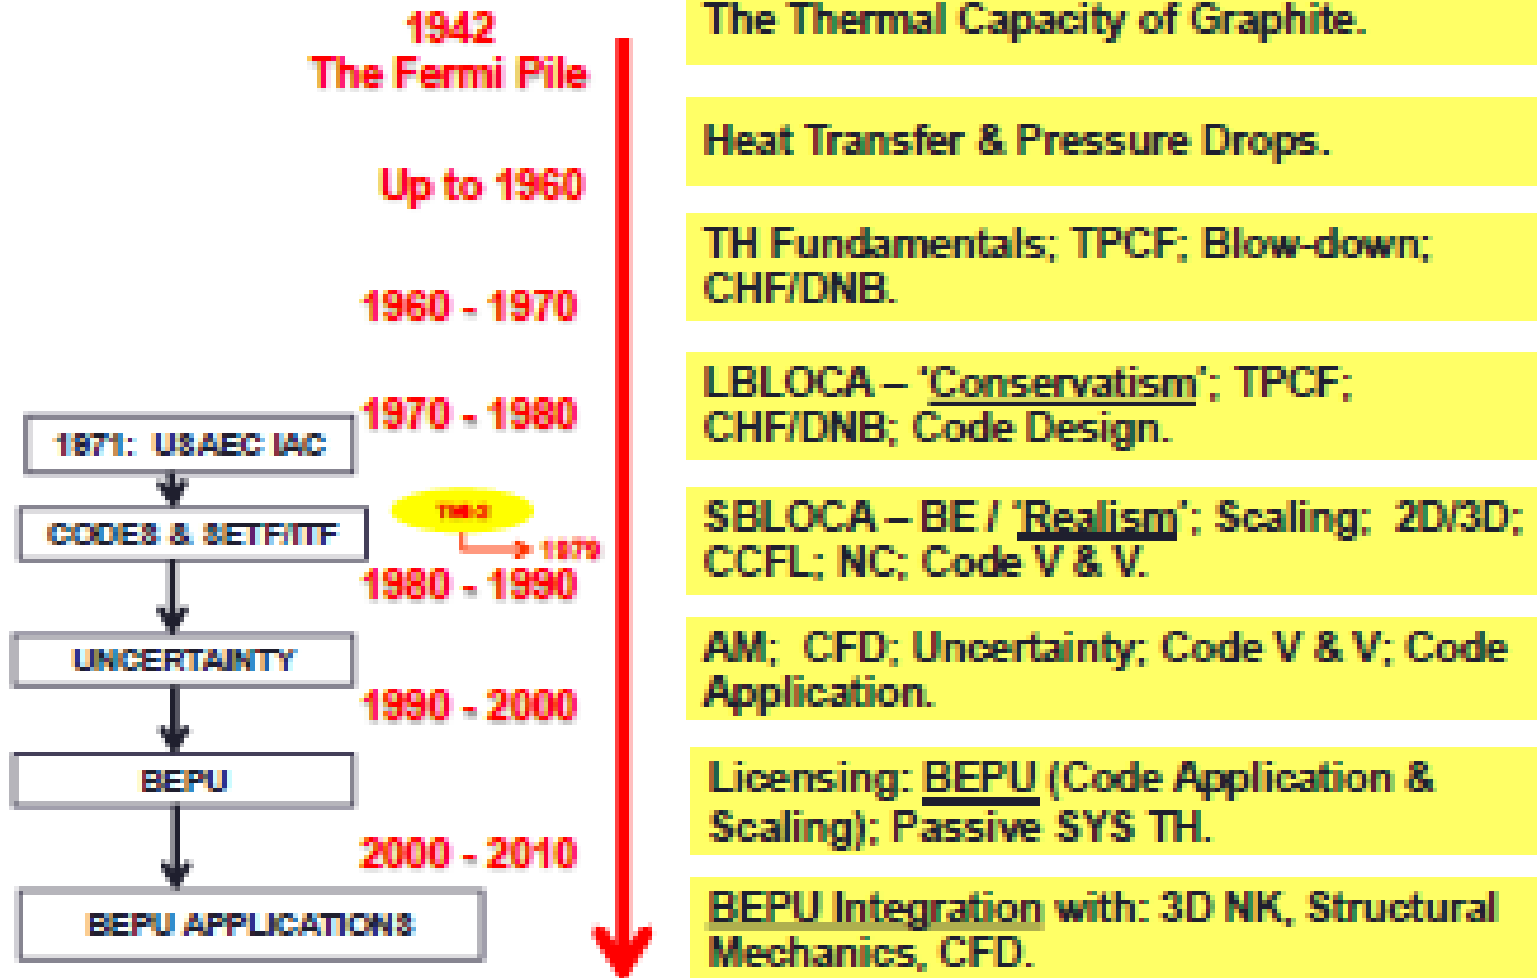 1942
The Fermi Pile
Up to 1960
1960 - 1970
1970 - 1980
1971: USAEC IAC
CODES & SETF/ITF
TMI-2
1979
1980 - 1990
UNCERTAINTY
1990 - 2000
BEPU
2000 - 2010
BEPU APPLICATIONS
The Thermal Capacity of Graphite.
Heat Transfer & Pressure Drops.
TH Fundamentals; TPCF; Blow-down;
CHF/DNB.
LBLOCA – 'Conservatism'; TPCF;
CHF/DNB; Code Design.
SBLOCA – BE / 'Realism'; Scaling; 2D/3D;
CCFL; NC; Code V & V.
AM; CFD; Uncertainty; Code V & V; Code
Application.
Licensing: BEPU (Code Application &
Scaling); Passive SYS TH.
BEPU Integration with: 3D NK, Structural
Mechanics, CFD.